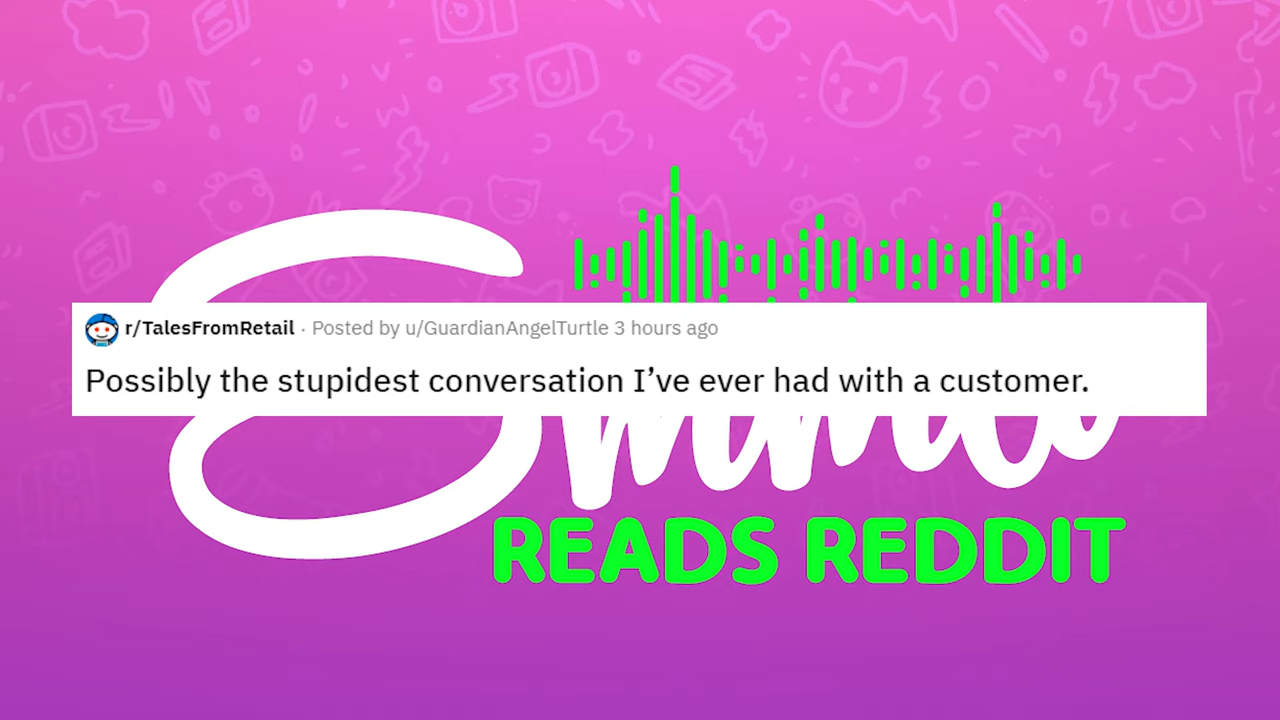 r/TalesFromRetail · Posted by u/GuardianAngelTurtle 3 hours ago
Possibly the stupidest conversation I’ve ever had with a customer.
READS REDDIT